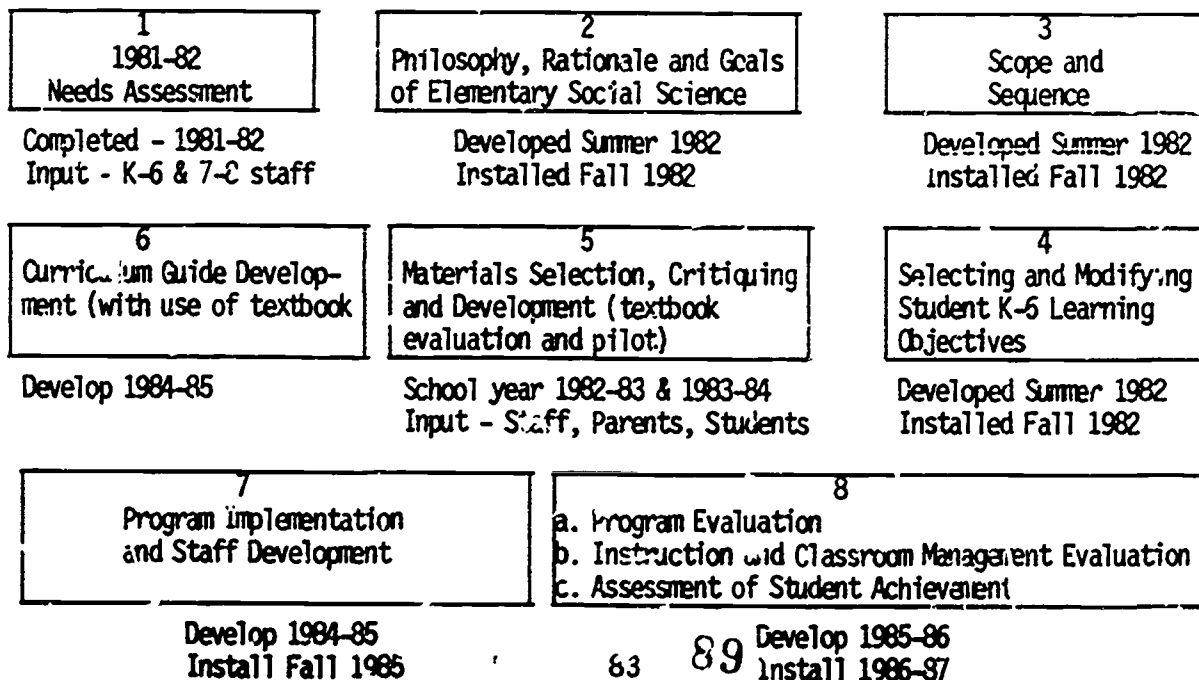 1
1981-82
Needs Assessment
Completed - 1981-82
Input - K-6 & 7-C staff
2
Philosophy, Rationale and Goals
of Elementary Social Science
Developed Summer 1982
Installed Fall 1982
3
Scope and
Sequence
Developed Summer 1982
Installed Fall 1982
6
Curriculum Guide Develop-
ment (with use of textbook
Develop 1984-85
5
Materials Selection, Critiquing
and Development (textbook
evaluation and pilot)
School year 1982-83 & 1983-84
Input - Staff, Parents, Students
4
Selecting and Modifying
Student K-6 Learning
Objectives
Developed Summer 1982
Installed Fall 1982
7
Program Implementation
and Staff Development
Develop 1984-85
Install Fall 1985
8
a. Program Evaluation
b. Instruction and Classroom Management Evaluation
c. Assessment of Student Achievement
Develop 1985-86
Install 1986-87
83 89